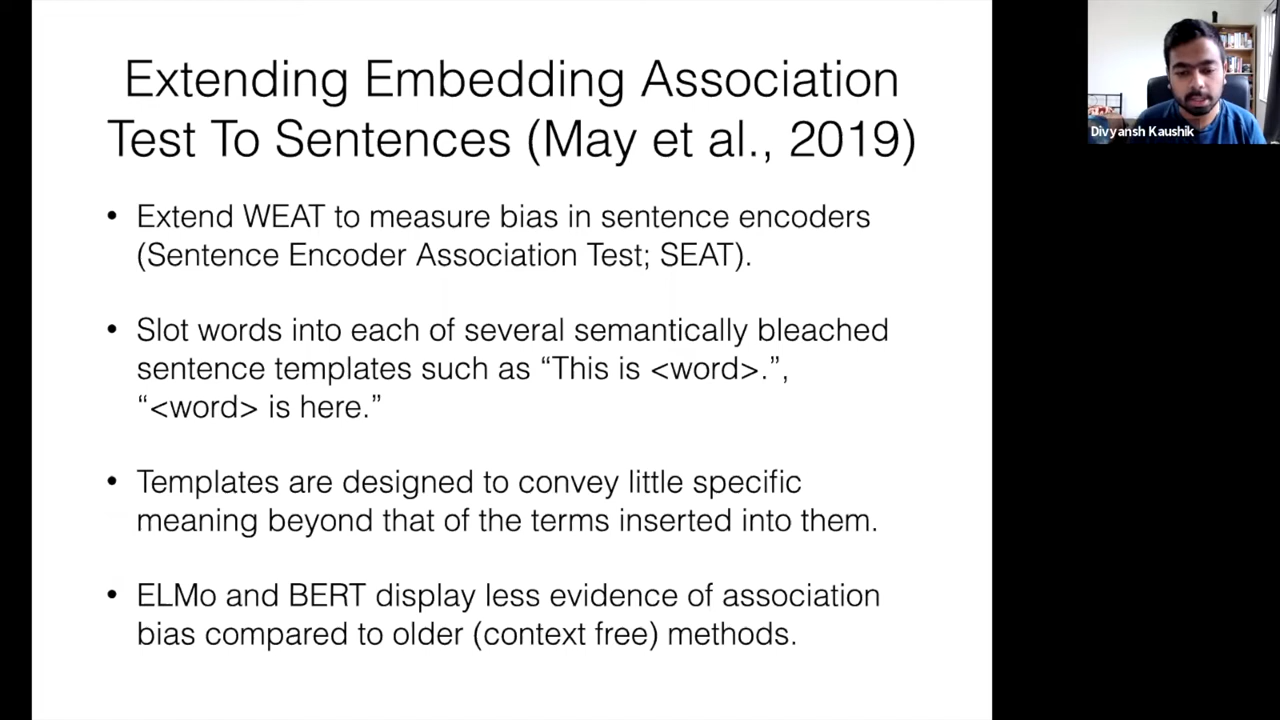 Extending Embedding Association
Test To Sentences (May et al., 2019)
• Extend WEAT to measure bias in sentence encoders
(Sentence Encoder Association Test; SEAT).
• Slot words into each of several semantically bleached
sentence templates such as “This is <word>.”,
“<word> is here.”
• Templates are designed to convey little specific
meaning beyond that of the terms inserted into them.
• ELMo and BERT display less evidence of association
bias compared to older (context free) methods.
Divyansh Kaushik